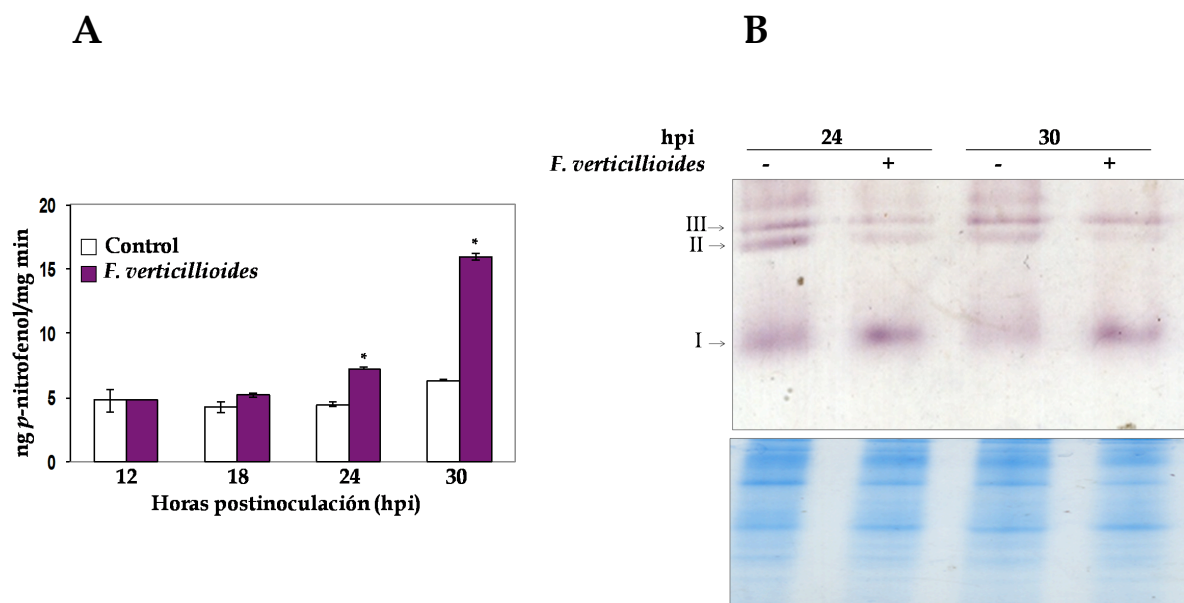 A
B
hpi 24 30
F. verticillioides - + - +
20
15
10
5
0
ng p-nitrofenol/mg min
Control
F. verticillioides
*
*
12 18 24 30
Horas postinoculación (hpi)
III
II
I